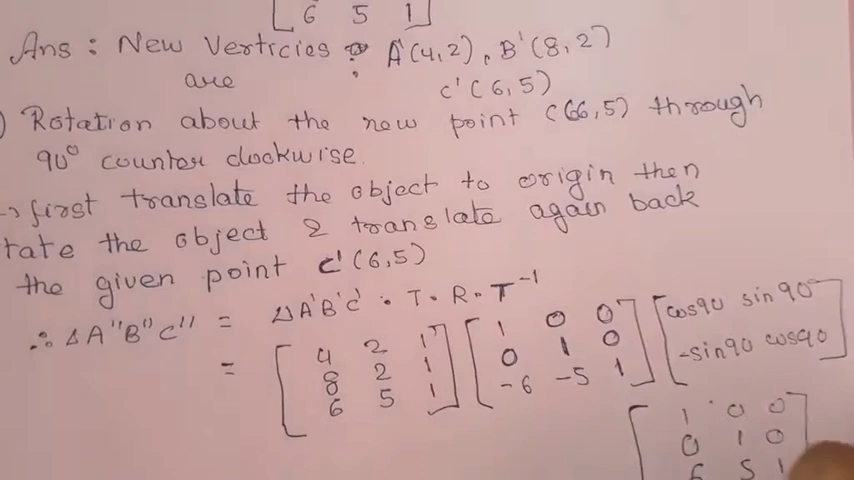 6 5 1
Ans : New Verticies A'(4,2), B'(8,2)
are C'(6,5)
) Rotation about the new point (66,5) through
90° counter clockwise.
→ first translate the object to origin then
tate the object & translate again back
the given point C'(6,5)
∴ ΔA"B"C" = ΔA'B'C' · T · R · T⁻¹
= [4 2 1] [1 0 0] [cos90 sin90]
[8 2 1] [0 1 0] [-sin90 cos90]
[6 5 1] [-6 -5 1]
[1 0 0]
[0 1 0]
[6 5 1]